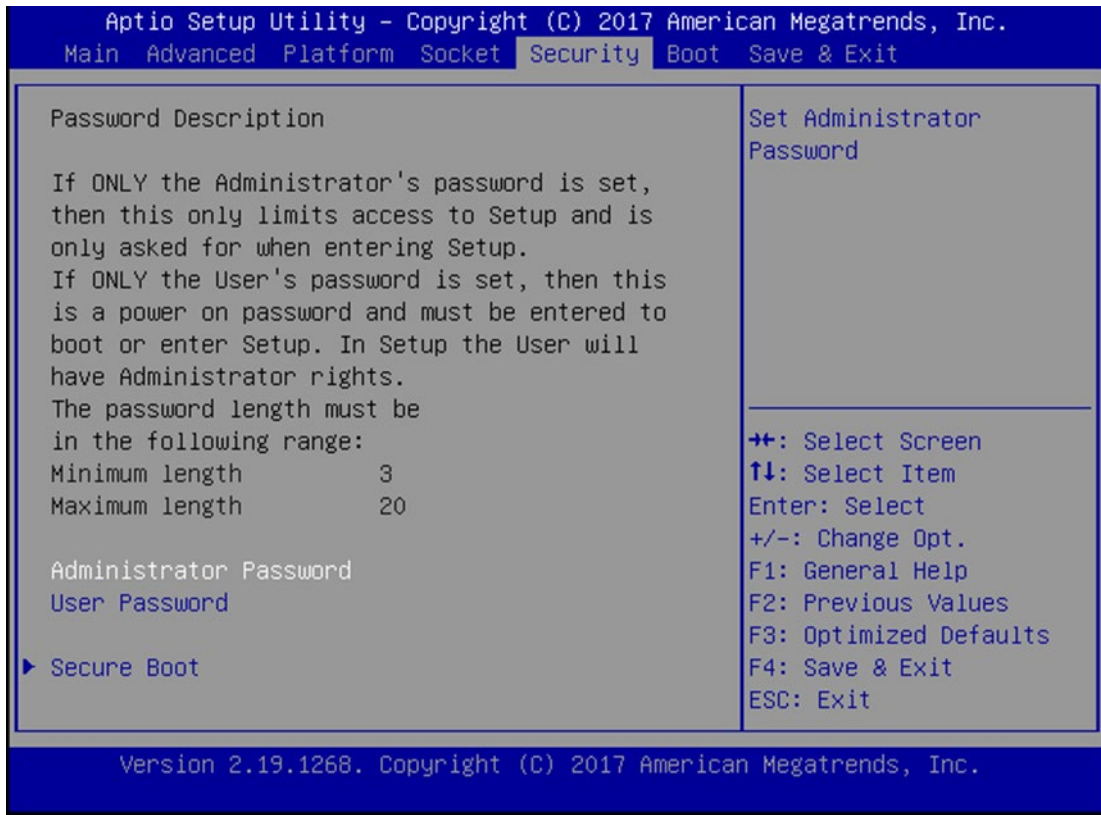 Aptio Setup Utility – Copyright (C) 2017 American Megatrends, Inc.
Main Advanced Platform Socket Security Boot Save & Exit
Password Description
If ONLY the Administrator's password is set,
then this only limits access to Setup and is
only asked for when entering Setup.
If ONLY the User's password is set, then this
is a power on password and must be entered to
boot or enter Setup. In Setup the User will
have Administrator rights.
The password length must be
in the following range:
Minimum length 3
Maximum length 20
Administrator Password
User Password
Secure Boot
Set Administrator
Password
→←: Select Screen
↑↓: Select Item
Enter: Select
+/-: Change Opt.
F1: General Help
F2: Previous Values
F3: Optimized Defaults
F4: Save & Exit
ESC: Exit
Version 2.19.1268. Copyright (C) 2017 American Megatrends, Inc.